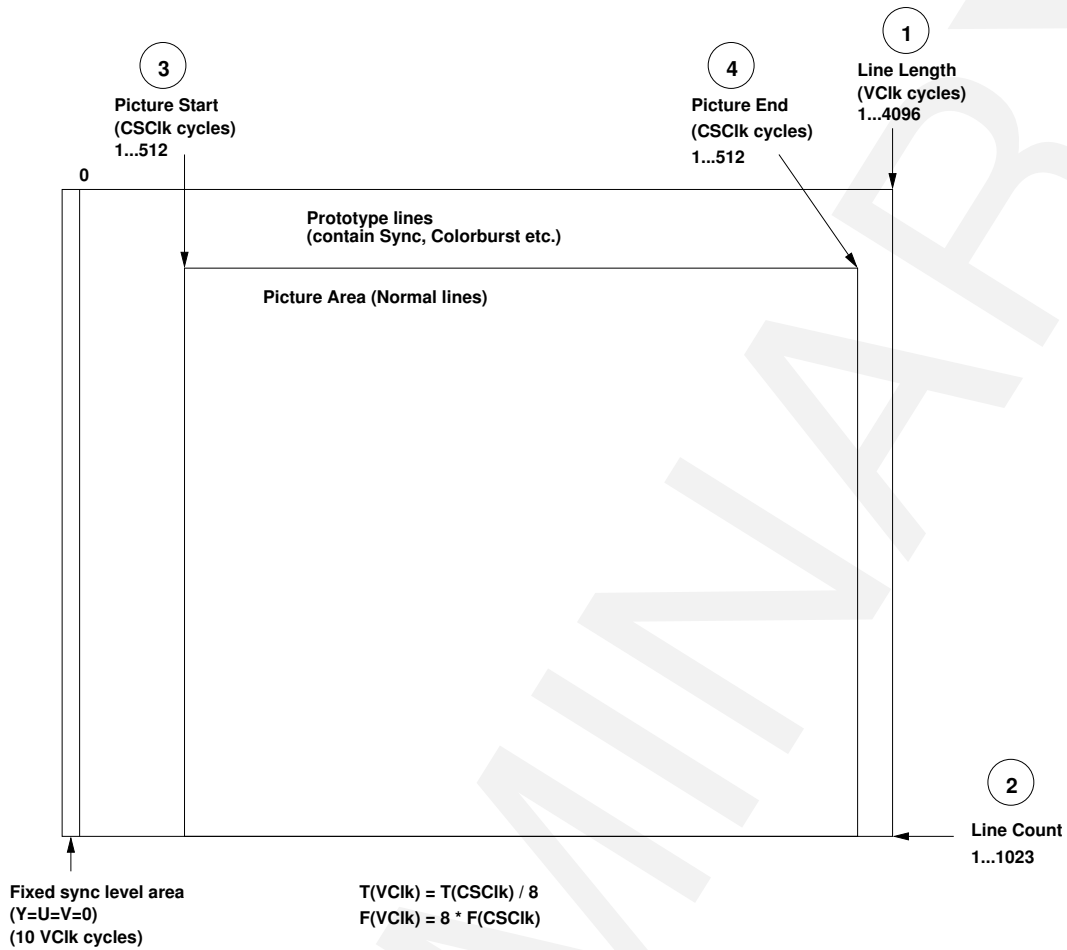 1
3
4
Line Length
(VClk cycles)
1...4096
Picture Start
(CSClk cycles)
1...512
Picture End
(CSClk cycles)
1...512
0
Prototype lines
(contain Sync, Colorburst etc.)
Picture Area (Normal lines)
2
Line Count
1...1023
Fixed sync level area
(Y=U=V=0)
(10 VClk cycles)
T(VClk) = T(CSClk) / 8
F(VClk) = 8 * F(CSClk)
MINARY